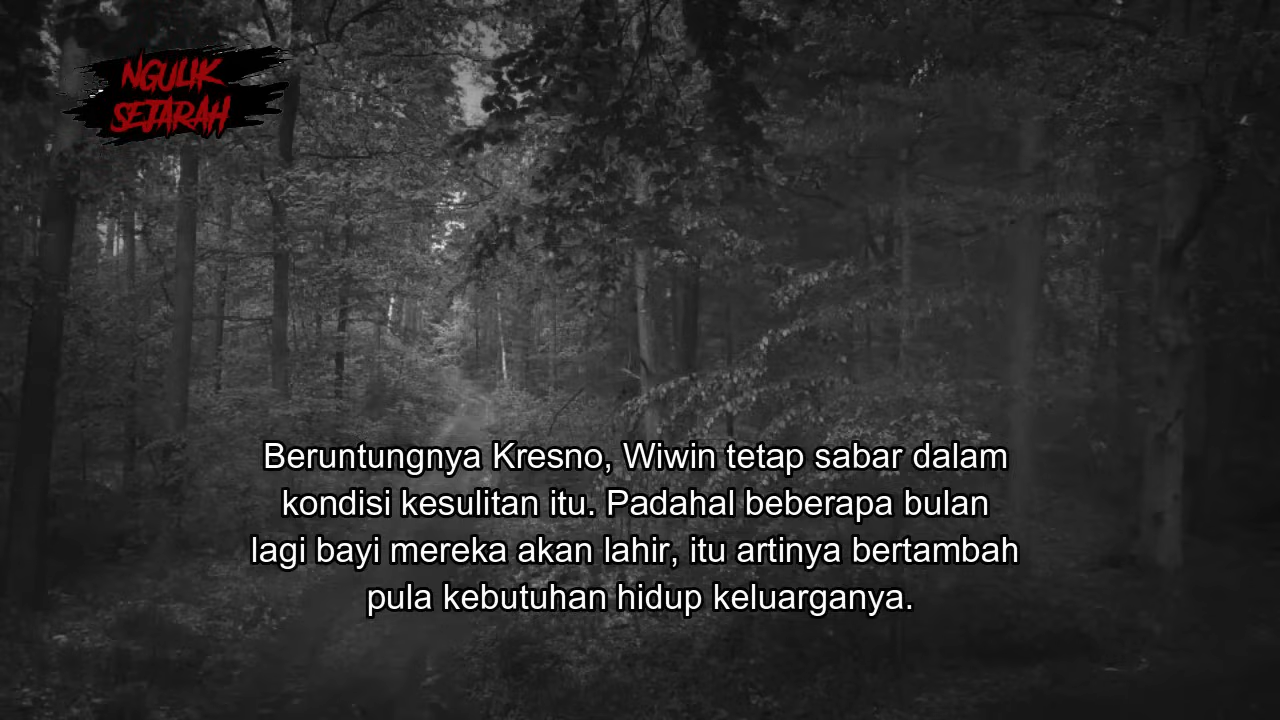 NGULIK
SEJARAH
Beruntungnya Kresno, Wiwin tetap sabar dalam
kondisi kesulitan itu. Padahal beberapa bulan
lagi bayi mereka akan lahir, itu artinya bertambah
pula kebutuhan hidup keluarganya.